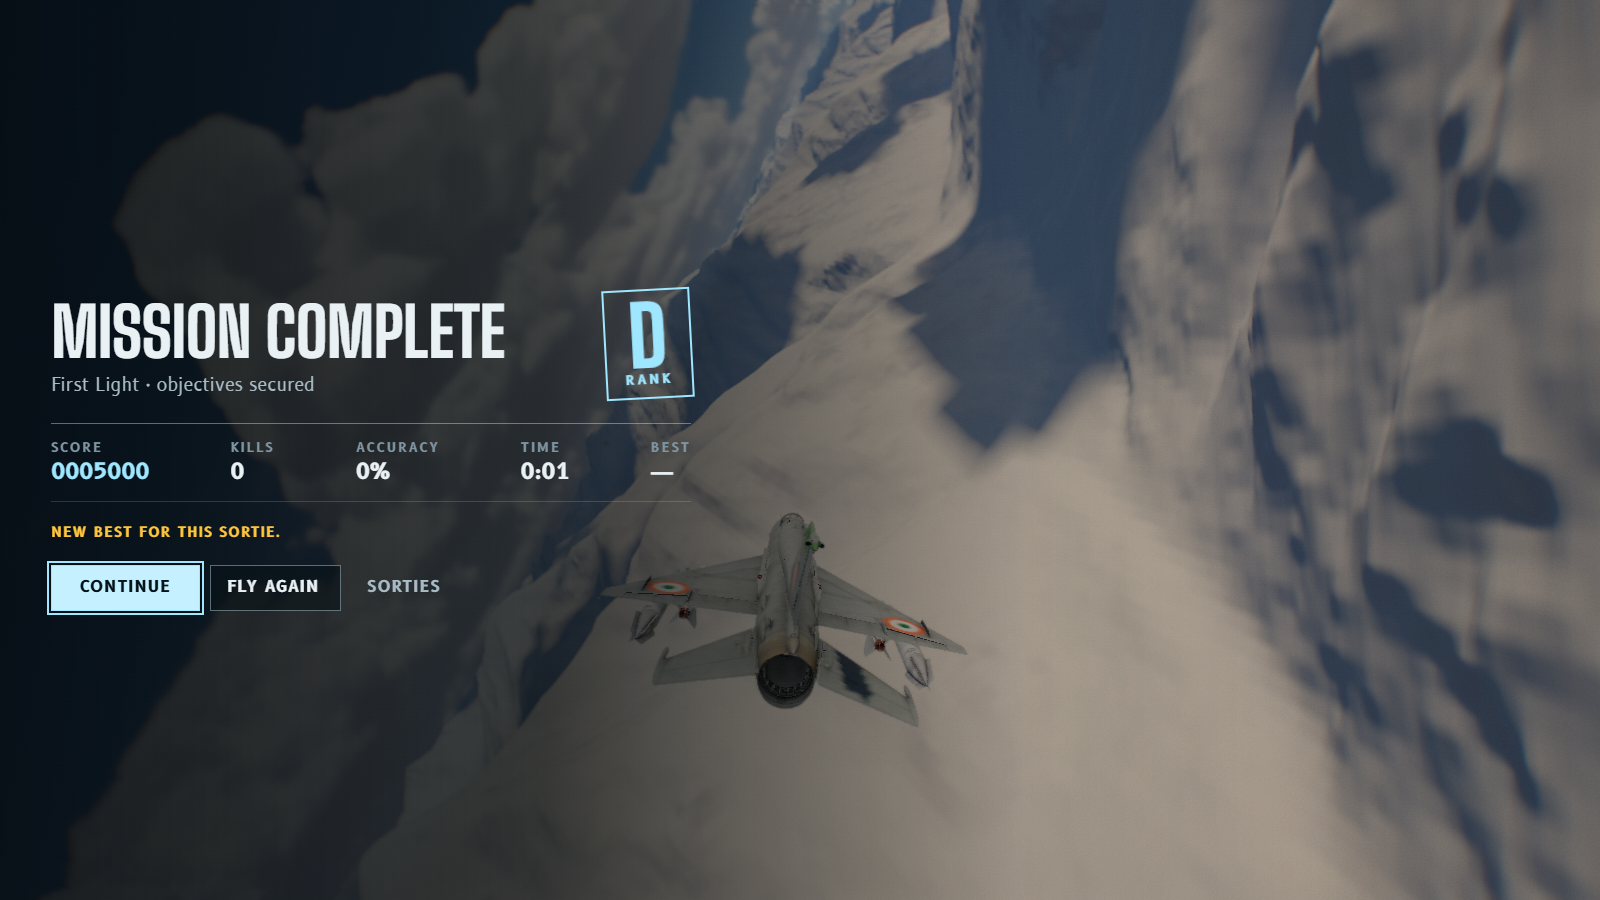 MISSION COMPLETE
First Light · objectives secured
D
RANK
SCORE KILLS ACCURACY TIME BEST
0005000 0 0% 0:01 —
NEW BEST FOR THIS SORTIE.
CONTINUE FLY AGAIN SORTIES